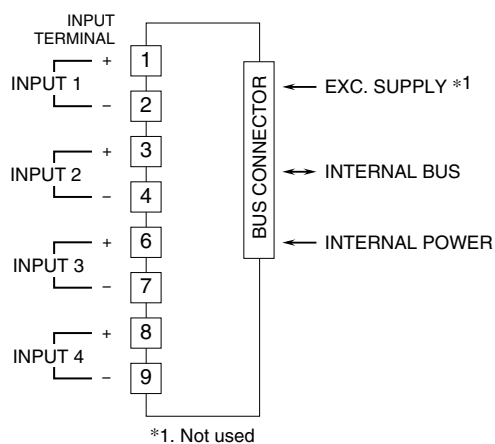 INPUT
TERMINAL
INPUT 1
+ 1
− 2
INPUT 2
+ 3
− 4
INPUT 3
+ 6
− 7
INPUT 4
+ 8
− 9
BUS CONNECTOR
EXC. SUPPLY *1
INTERNAL BUS
INTERNAL POWER
*1. Not used